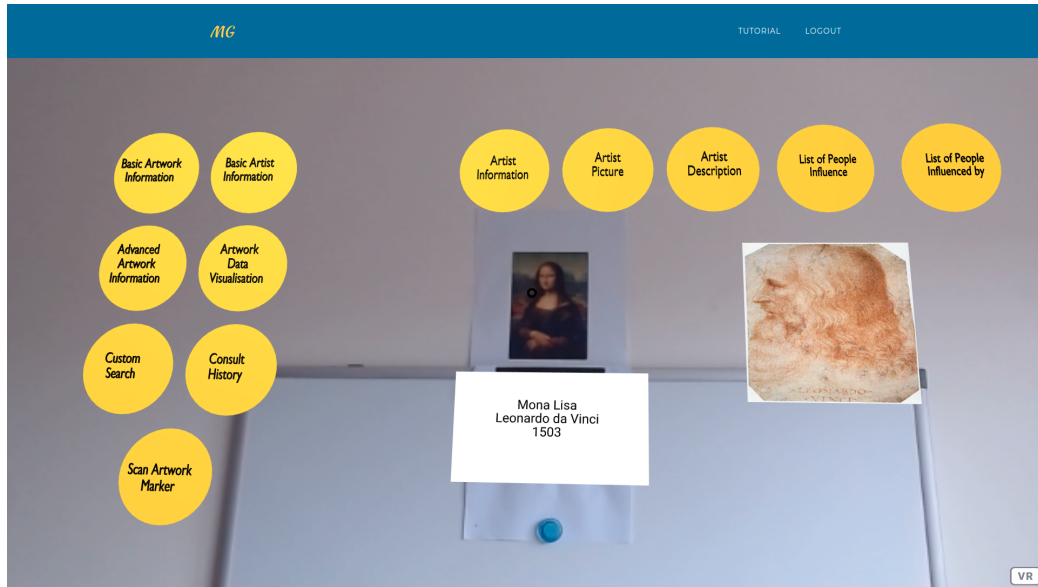 MG
TUTORIAL
LOGOUT
Basic Artwork
Information
Basic Artist
Information
Artist
Information
Artist
Picture
Artist
Description
List of People
Influence
List of People
Influenced by
Advanced
Artwork
Information
Artwork
Data
Visualisation
Custom
Search
Consult
History
Scan Artwork
Marker
Mona Lisa
Leonardo da Vinci
1503
LEONARDO
VINCI
VR